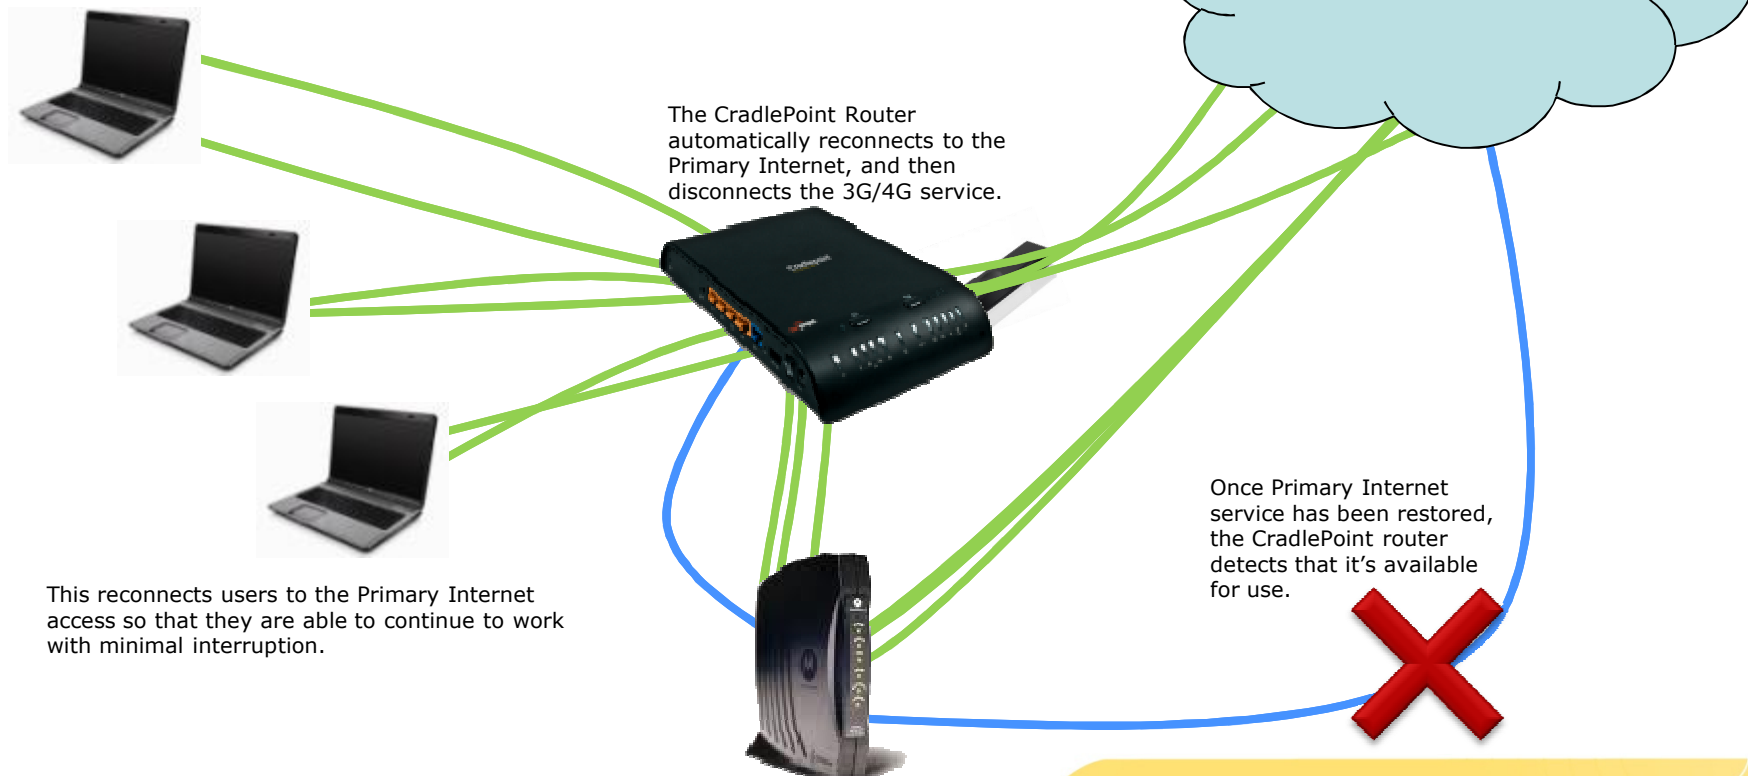 The CradlePoint Router
automatically reconnects to the
Primary Internet, and then
disconnects the 3G/4G service.
Cradlepoint
Once Primary Internet
service has been restored,
the CradlePoint router
detects that it’s available
for use.
This reconnects users to the Primary Internet
access so that they are able to continue to work
with minimal interruption.